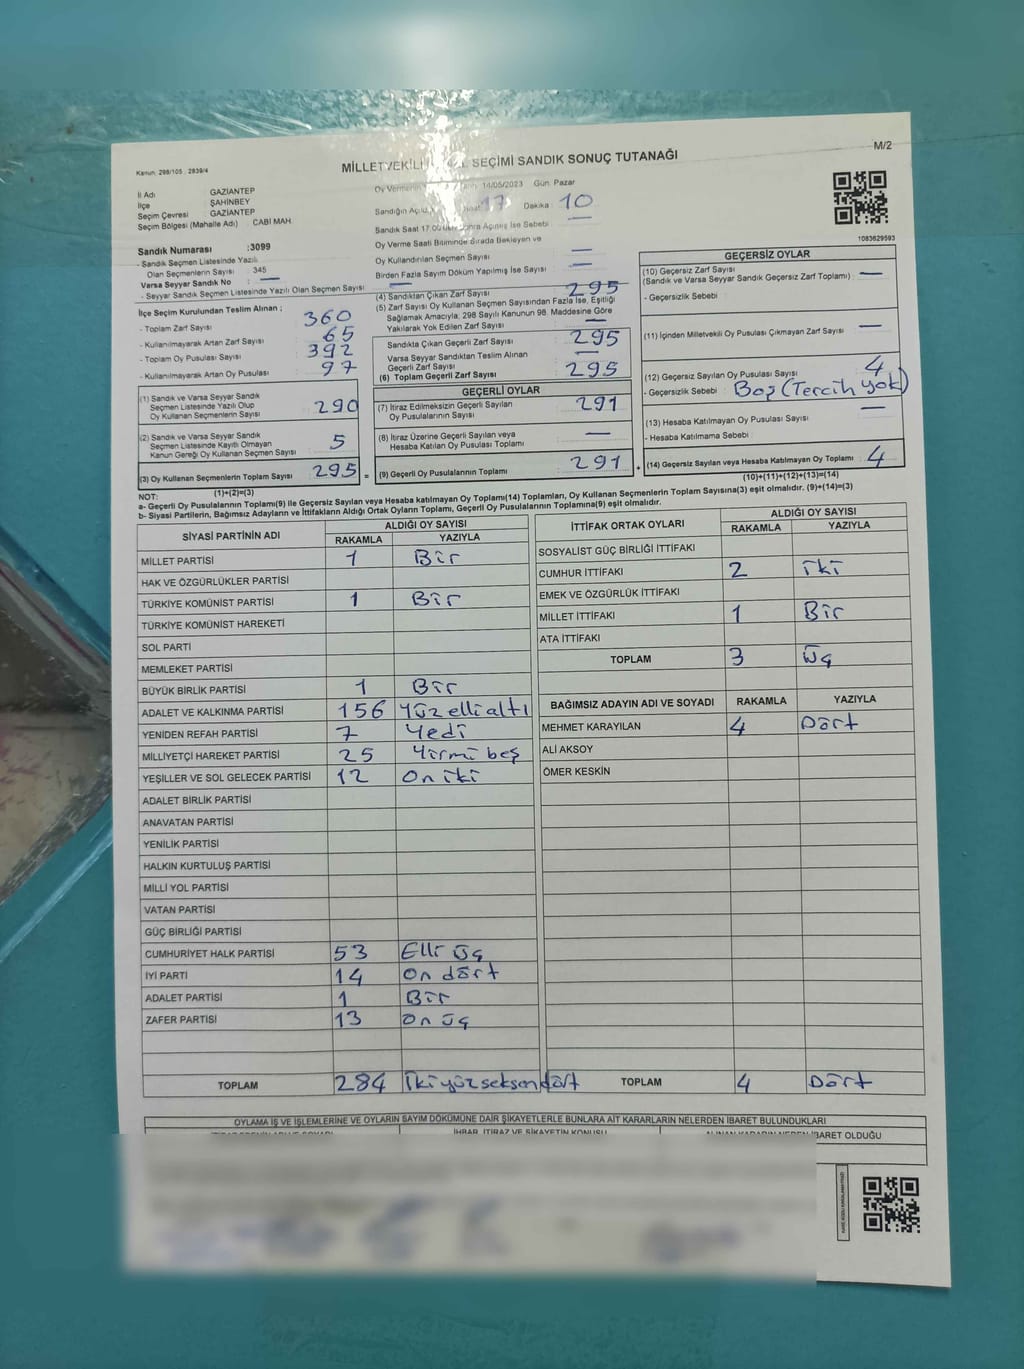 M/2
Kanun: 298/105 , 2839/4
MİLLETVEKİLİ SEÇİMİ SANDIK SONUÇ TUTANAĞI
İl Adı GAZİANTEP
İlçe ŞAHİNBEY
Seçim Çevresi GAZİANTEP
Seçim Bölgesi (Mahalle Adı) : CABİ MAH.
14/05/2023 Gün Pazar
Sandığın Açıl 17 Dakika : 10
Sandık Saat 17.00 Sonra Açılmış İse Sebebi —
Oy Verme Saati Bitiminde Sırada Bekleyen ve
Oy Kullandırılan Seçmen Sayısı —
Birden Fazla Sayım Döküm Yapılmış İse Sayısı —
1083629593
Sandık Numarası :3099
- Sandık Seçmen Listesinde Yazılı
Olan Seçmenlerin Sayısı 345
Varsa Seyyar Sandık No : —
- Seyyar Sandık Seçmen Listesinde Yazılı Olan Seçmen Sayısı —
İlçe Seçim Kurulundan Teslim Alınan ;
- Toplam Zarf Sayısı 360
- Kullanılmayarak Artan Zarf Sayısı 65
- Toplam Oy Pusulası Sayısı 392
- Kullanılmayarak Artan Oy Pusulası 97
(1) Sandık ve Varsa Seyyar Sandık
Seçmen Listesinde Yazılı Olup
Oy Kullanan Seçmenlerin Sayısı 290
(2) Sandık ve Varsa Seyyar Sandık
Seçmen Listesinde Kayıtlı Olmayan
Kanun Gereği Oy Kullanan Seçmen Sayısı 5
(3) Oy Kullanan Seçmenlerin Toplam Sayısı 295
(1)+(2)=(3)
(4) Sandıktan Çıkan Zarf Sayısı 295
(5) Zarf Sayısı Oy Kullanan Seçmen Sayısından Fazla İse, Eşitliği
Sağlamak Amacıyla; 298 Sayılı Kanunun 98. Maddesine Göre
Yakılarak Yok Edilen Zarf Sayısı —
Sandıkta Çıkan Geçerli Zarf Sayısı 295
Varsa Seyyar Sandıktan Teslim Alınan
Geçerli Zarf Sayısı —
(6) Toplam Geçerli Zarf Sayısı 295
GEÇERLİ OYLAR
(7) İtiraz Edilmeksizin Geçerli Sayılan
Oy Pusulalarının Sayısı 291
(8) İtiraz Üzerine Geçerli Sayılan veya
Hesaba Katılan Oy Pusulası Toplamı —
= (9) Geçerli Oy Pusulalarının Toplamı 291 +
GEÇERSİZ OYLAR
(10) Geçersiz Zarf Sayısı
(Sandık ve Varsa Seyyar Sandık Geçersiz Zarf Toplamı) : —
- Geçersizlik Sebebi :
(11) İçinden Milletvekili Oy Pusulası Çıkmayan Zarf Sayısı : —
(12) Geçersiz Sayılan Oy Pusulası Sayısı 4
- Geçersizlik Sebebi : Boş (Tercih yok)
(13) Hesaba Katılmayan Oy Pusulası Sayısı : —
- Hesaba Katılmama Sebebi :
(14) Geçersiz Sayılan veya Hesaba Katılmayan Oy Toplamı : 4
(10)+(11)+(12)+(13)=(14)
NOT:
a- Geçerli Oy Pusulalarının Toplamı(9) ile Geçersiz Sayılan veya Hesaba katılmayan Oy Toplamı(14) Toplamları, Oy Kullanan Seçmenlerin Toplam Sayısına(3) eşit olmalıdır. (9)+(14)=(3)
b- Siyasi Partilerin, Bağımsız Adayların ve İttifakların Aldığı Ortak Oyların Toplamı, Geçerli Oy Pusulalarının Toplamına(9) eşit olmalıdır.
SİYASİ PARTİNİN ADI ALDIĞI OY SAYISI
RAKAMLA YAZIYLA
MİLLET PARTİSİ 1 Bir
HAK VE ÖZGÜRLÜKLER PARTİSİ
TÜRKİYE KOMÜNİST PARTİSİ 1 Bir
TÜRKİYE KOMÜNİST HAREKETİ
SOL PARTİ
MEMLEKET PARTİSİ
BÜYÜK BİRLİK PARTİSİ 1 Bir
ADALET VE KALKINMA PARTİSİ 156 Yüz elli altı
YENİDEN REFAH PARTİSİ 7 Yedi
MİLLİYETÇİ HAREKET PARTİSİ 25 Yirmi beş
YEŞİLLER VE SOL GELECEK PARTİSİ 12 On iki
ADALET BİRLİK PARTİSİ
ANAVATAN PARTİSİ
YENİLİK PARTİSİ
HALKIN KURTULUŞ PARTİSİ
MİLLİ YOL PARTİSİ
VATAN PARTİSİ
GÜÇ BİRLİĞİ PARTİSİ
CUMHURİYET HALK PARTİSİ 53 Elli üç
İYİ PARTİ 14 On dört
ADALET PARTİSİ 1 Bir
ZAFER PARTİSİ 13 On üç
TOPLAM 284 İki yüz seksen dört
İTTİFAK ORTAK OYLARI ALDIĞI OY SAYISI
RAKAMLA YAZIYLA
SOSYALİST GÜÇ BİRLİĞİ İTTİFAKI
CUMHUR İTTİFAKI 2 iki
EMEK VE ÖZGÜRLÜK İTTİFAKI
MİLLET İTTİFAKI 1 Bir
ATA İTTİFAKI
TOPLAM 3 üç
BAĞIMSIZ ADAYIN ADI VE SOYADI RAKAMLA YAZIYLA
MEHMET KARAYILAN 4 Dört
ALİ AKSOY
ÖMER KESKİN
TOPLAM 4 Dört
OYLAMA İŞ VE İŞLEMLERİNE VE OYLARIN SAYIM DÖKÜMÜNE DAİR ŞİKAYETLERLE BUNLARA AİT KARARLARIN NELERDEN İBARET BULUNDUKLARI
İHBAR, İTİRAZ VE ŞİKAYETİN KONUSU
ALINAN KARARIN NEDEN İBARET OLDUĞU